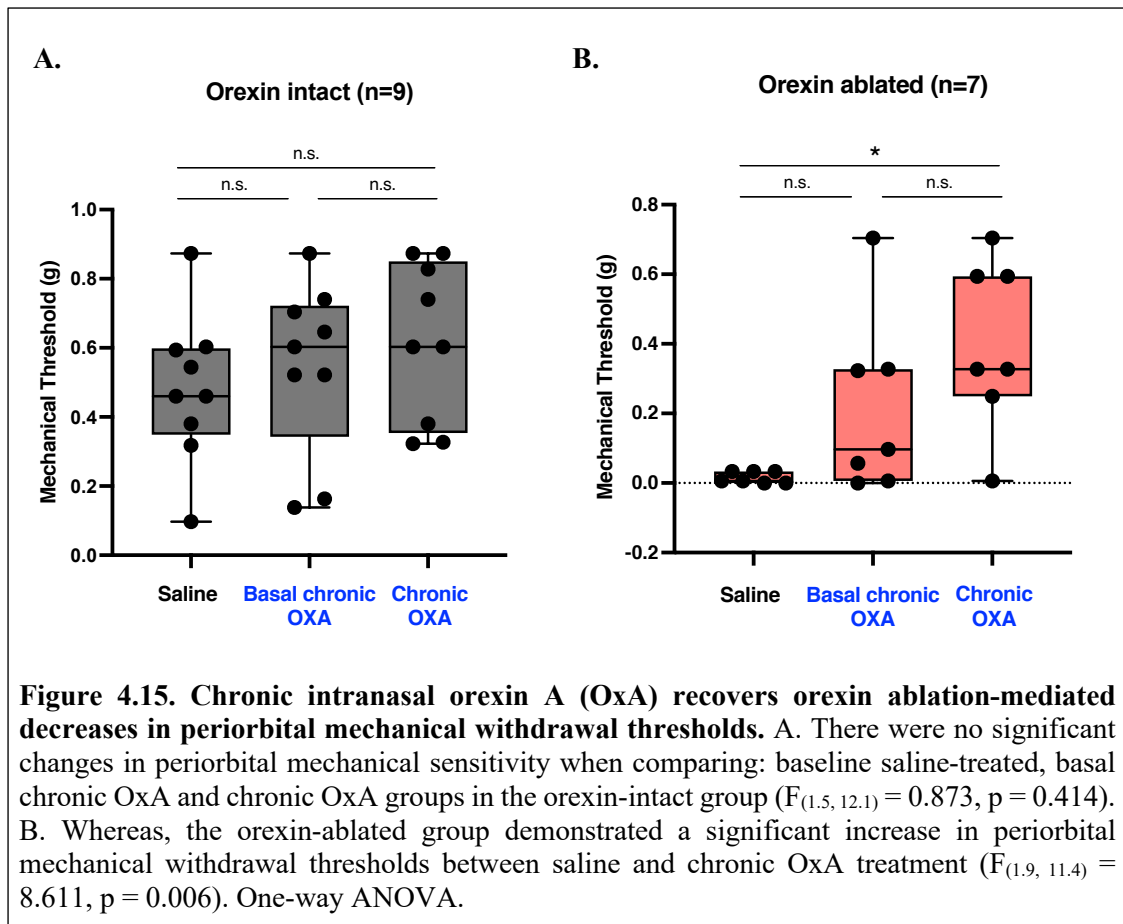 A.
Orexin intact (n=9)
n.s.
n.s.
n.s.
1.0
0.8
0.6
0.4
0.2
0.0
Mechanical Threshold (g)
Saline
Basal chronic
OXA
Chronic
OXA
B.
Orexin ablated (n=7)
*
n.s.
n.s.
0.8
0.6
0.4
0.2
0.0
-0.2
Mechanical Threshold (g)
Saline
Basal chronic
OXA
Chronic
OXA
Figure 4.15. Chronic intranasal orexin A (OxA) recovers orexin ablation-mediated
decreases in periorbital mechanical withdrawal thresholds. A. There were no significant
changes in periorbital mechanical sensitivity when comparing: baseline saline-treated, basal
chronic OxA and chronic OxA groups in the orexin-intact group (F(1.5, 12.1) = 0.873, p = 0.414).
B. Whereas, the orexin-ablated group demonstrated a significant increase in periorbital
mechanical withdrawal thresholds between saline and chronic OxA treatment (F(1.9, 11.4) =
8.611, p = 0.006). One-way ANOVA.